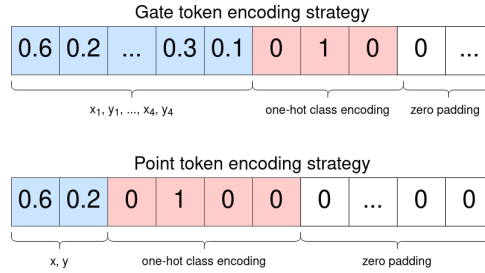 Gate token encoding strategy
0.6 0.2 ... 0.3 0.1 0 1 0 0 ...
x1, y1, ..., x4, y4 one-hot class encoding zero padding
Point token encoding strategy
0.6 0.2 0 1 0 0 0 ... 0 0
x, y one-hot class encoding zero padding